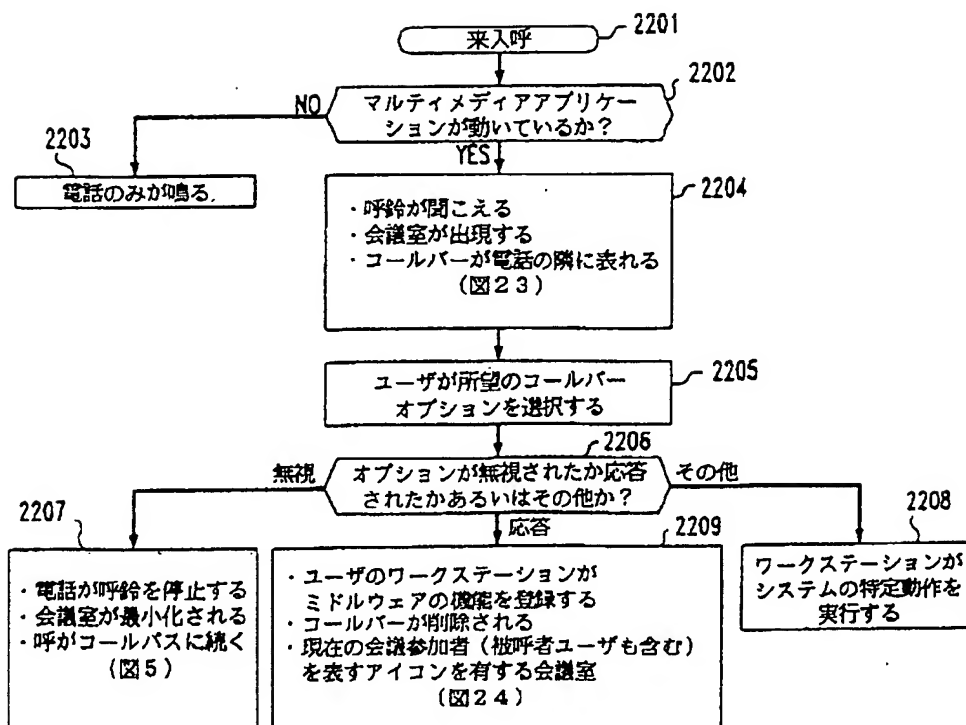 来入呼
2201
2202
マルティメディアアプリケー
ションが動いているか？
NO
YES
2203
電話のみが鳴る．
2204
・呼鈴が聞こえる
・会議室が出現する
・コールバーが電話の隣に表れる
（図２３）
2205
ユーザが所望のコールバー
オプションを選択する
2206
オプションが無視されたか応答
されたかあるいはその他か？
無視
その他
応答
2207
・電話が呼鈴を停止する
・会議室が最小化される
・呼がコールパスに続く
（図５）
2209
・ユーザのワークステーションが
ミドルウェアの機能を登録する
・コールバーが削除される
・現在の会議参加者（被呼者ユーザも含む）
を表すアイコンを有する会議室
（図２４）
2208
ワークステーションが
システムの特定動作を
実行する